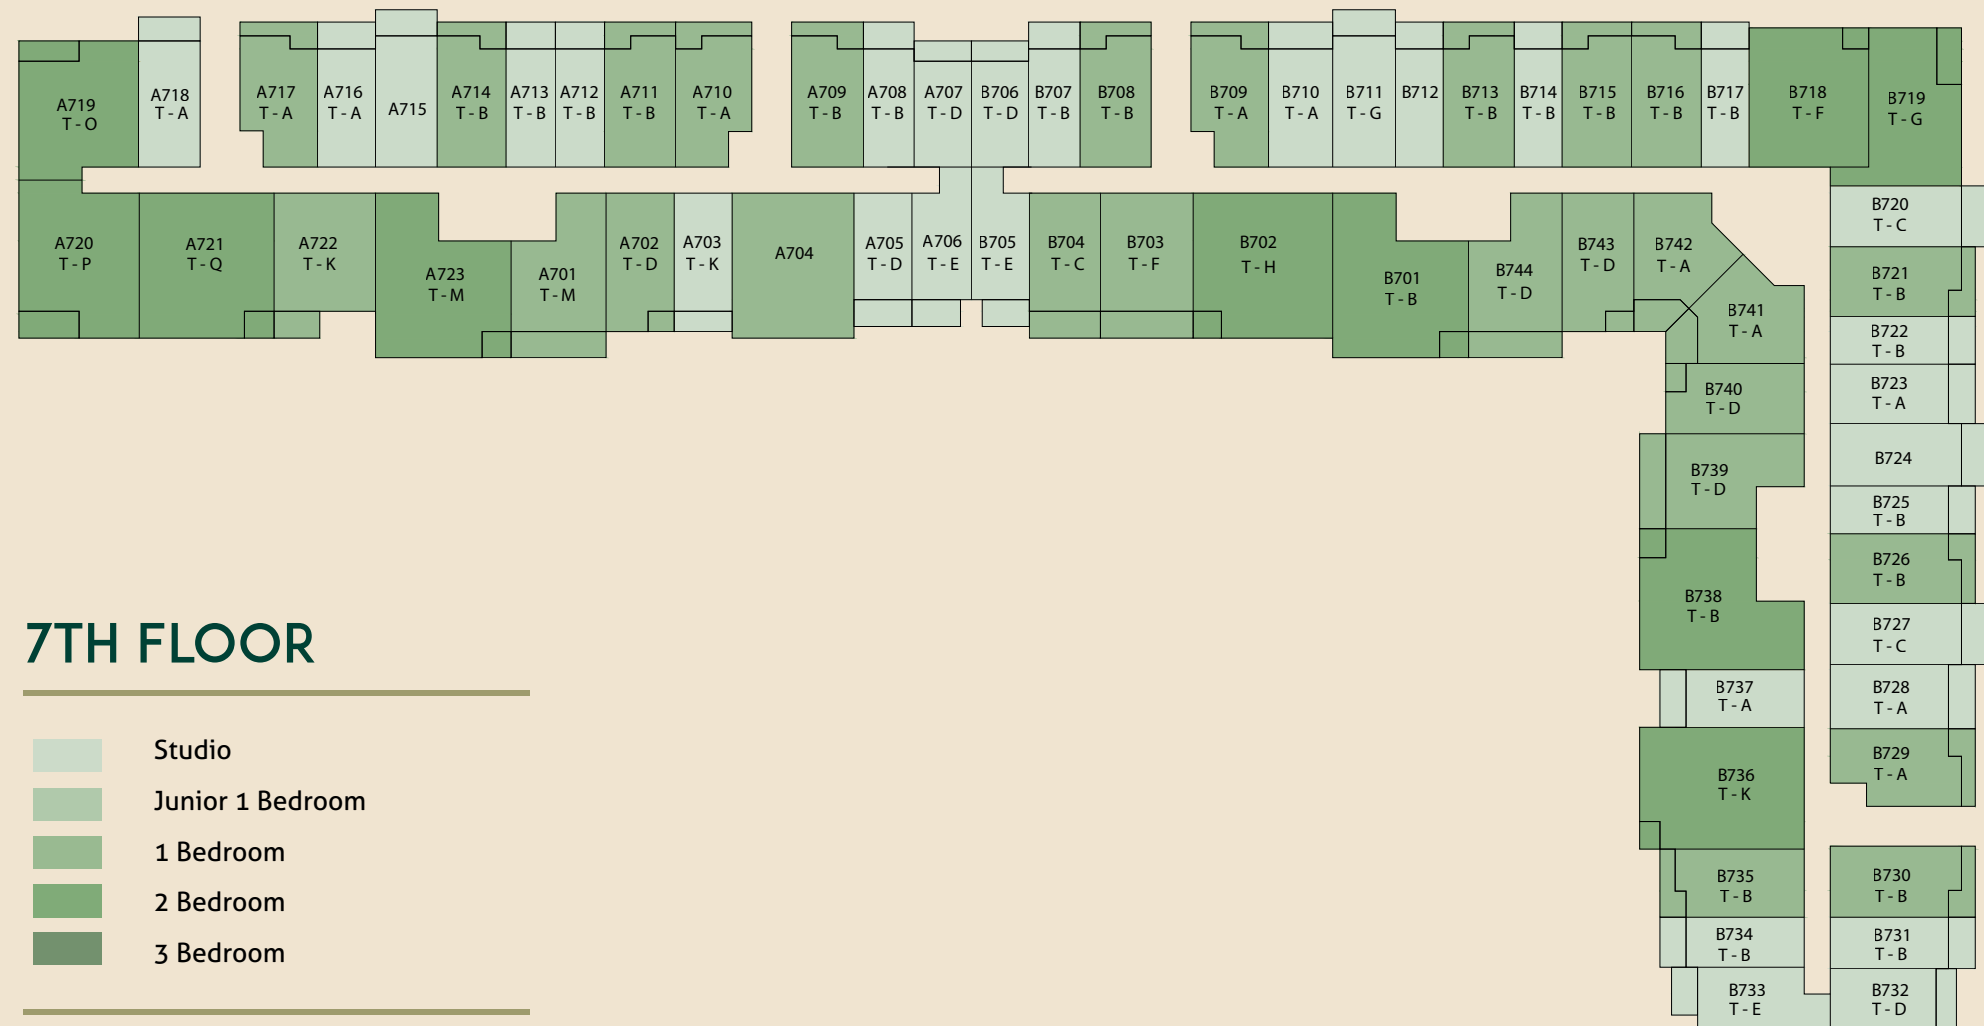 A719
T - O
A718
T - A
A717
T - A
A716
T - A
A715
A714
T - B
A713
T - B
A712
T - B
A711
T - B
A710
T - A
A709
T - B
A708
T - B
A707
T - D
B706
T - D
B707
T - B
B708
T - B
B709
T - A
B710
T - A
B711
T - G
B712
B713
T - B
B714
T - B
B715
T - B
B716
T - B
B717
T - B
B718
T - F
B719
T - G
A720
T - P
A721
T - Q
A722
T - K
A723
T - M
A701
T - M
A702
T - D
A703
T - K
A704
A705
T - D
A706
T - E
B705
T - E
B704
T - C
B703
T - F
B702
T - H
B701
T - B
B744
T - D
B743
T - D
B742
T - A
B741
T - A
B740
T - D
B739
T - D
B738
T - B
B737
T - A
B736
T - K
B735
T - B
B734
T - B
B733
T - E
B720
T - C
B721
T - B
B722
T - B
B723
T - A
B724
B725
T - B
B726
T - B
B727
T - C
B728
T - A
B729
T - A
B730
T - B
B731
T - B
B732
T - D
7TH FLOOR
Studio
Junior 1 Bedroom
1 Bedroom
2 Bedroom
3 Bedroom